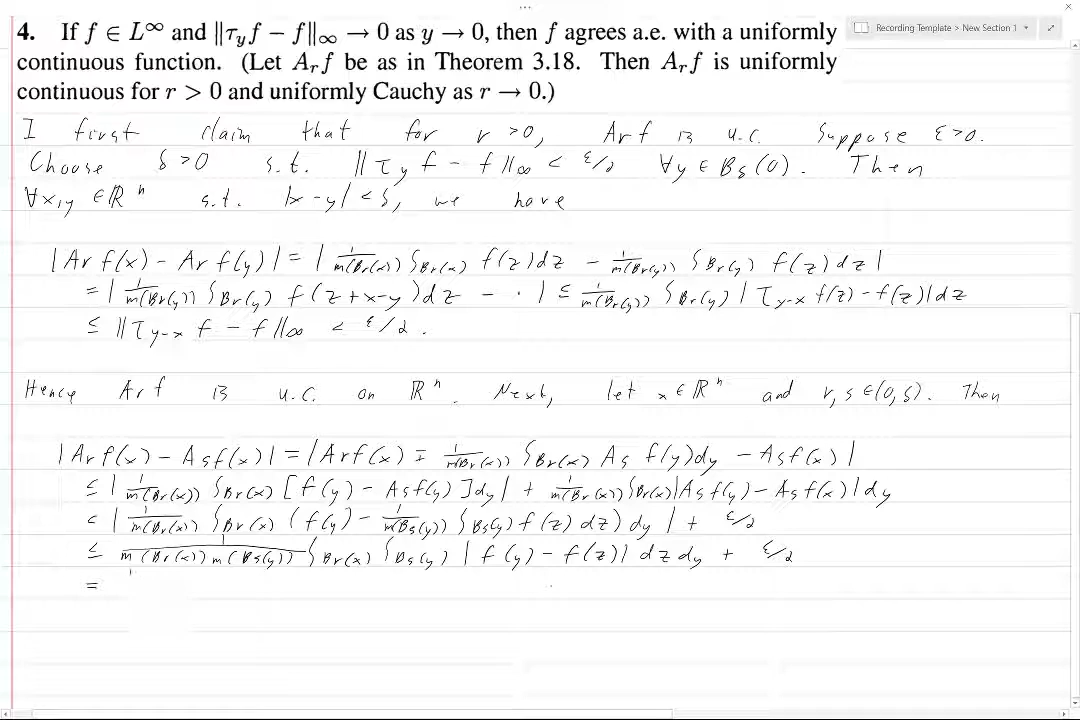 Recording Template > New Section 1
4. If f ∈ L^∞ and ||τ_y f − f||_∞ → 0 as y → 0, then f agrees a.e. with a uniformly
continuous function. (Let A_r f be as in Theorem 3.18. Then A_r f is uniformly
continuous for r > 0 and uniformly Cauchy as r → 0.)
I first claim that for r > 0, A_r f is u.c. Suppose ε > 0.
Choose δ > 0 s.t. ||τ_y f − f||_∞ < ε/2 ∀y ∈ B_δ(0). Then
∀x,y ∈ ℝ^n s.t. |x − y| < δ, we have
|A_r f(x) − A_r f(y)| = | 1/m(B_r(x)) ∫_{B_r(x)} f(z)dz − 1/m(B_r(y)) ∫_{B_r(y)} f(z)dz |
= | 1/m(B_r(y)) ∫_{B_r(y)} f(z+x−y)dz − · | ≤ 1/m(B_r(y)) ∫_{B_r(y)} |τ_{y−x} f(z) − f(z)|dz
≤ ||τ_{y−x} f − f||_∞ < ε/2.
Hence A_r f is u.c. on ℝ^n. Next, let x ∈ ℝ^n and r,s ∈ (0,δ). Then
|A_r f(x) − A_s f(x)| = |A_r f(x) ∓ 1/m(B_r(x)) ∫_{B_r(x)} A_s f(y)dy − A_s f(x)|
≤ | 1/m(B_r(x)) ∫_{B_r(x)} [f(y) − A_s f(y)]dy | + 1/m(B_r(x)) ∫_{B_r(x)} |A_s f(y) − A_s f(x)| dy
< | 1/m(B_r(x)) ∫_{B_r(x)} (f(y) − 1/m(B_s(y)) ∫_{B_s(y)} f(z)dz) dy | + ε/2
≤ 1/m(B_r(x))m(B_s(y)) ∫_{B_r(x)} ∫_{B_s(y)} |f(y) − f(z)| dz dy + ε/2
=